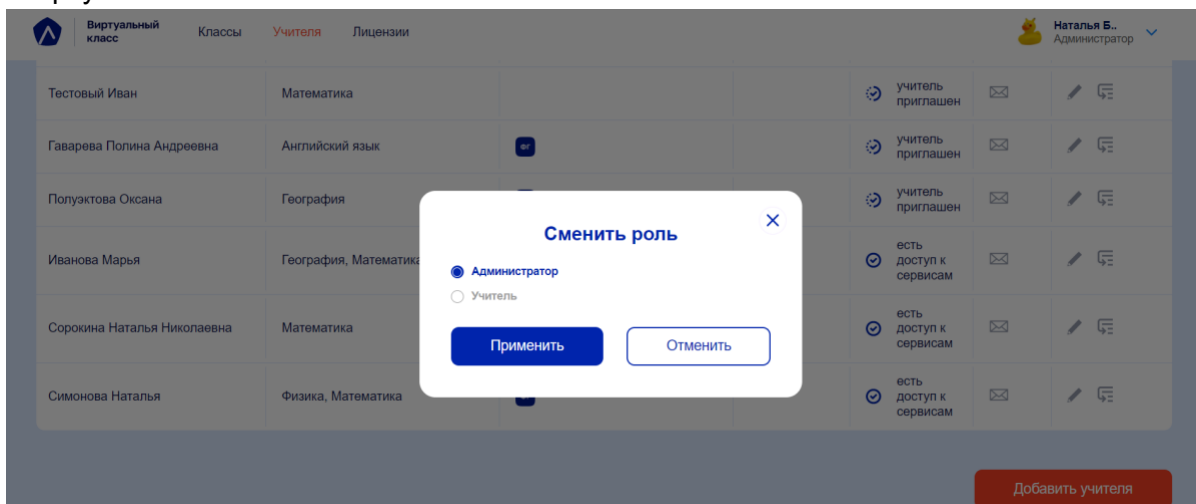 Виртуальный
класс
Классы
Учителя
Лицензии
Наталья Б..
Администратор
Тестовый Иван
Математика
учитель
приглашен
Гаварева Полина Андреевна
Английский язык
ФГ
учитель
приглашен
Полуэктова Оксана
География
учитель
приглашен
Иванова Марья
География, Математика
есть
доступ к
сервисам
Сорокина Наталья Николаевна
Математика
есть
доступ к
сервисам
Симонова Наталья
Физика, Математика
есть
доступ к
сервисам
Сменить роль
Администратор
Учитель
Применить
Отменить
Добавить учителя